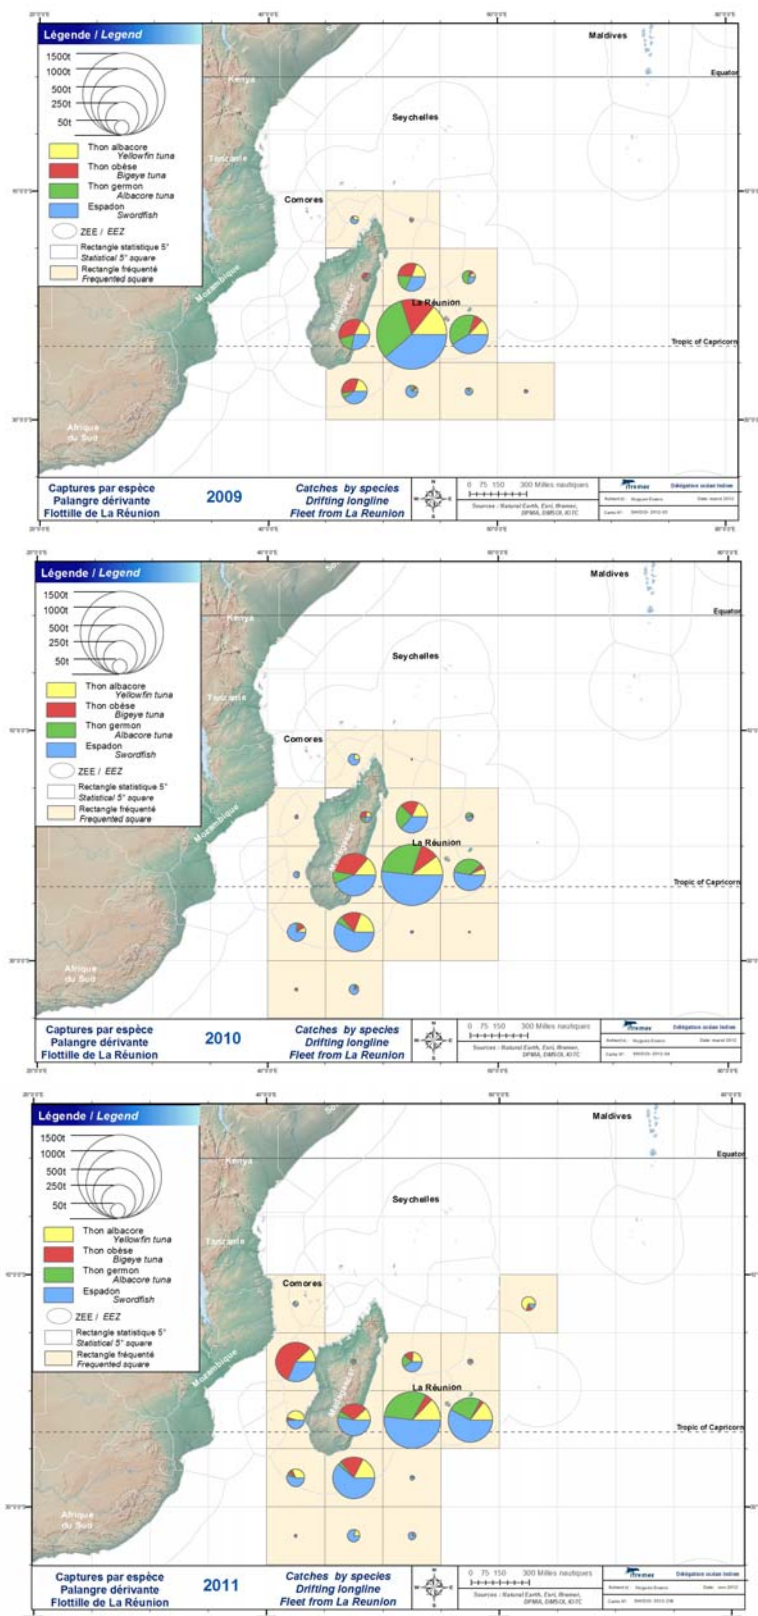 Légende / Legend
1500t
1000t
500t
250t
50t
Thon albacore
Yellowfin tuna
Thon obèse
Bigeye tuna
Thon germon
Albacore tuna
Espadon
Swordfish
ZEE / EEZ
Rectangle statistique 5°
Statistical 5° square
Rectangle fréquenté
Frequented square
Kenya
Tanzanie
Mozambique
Afrique
du Sud
Comores
Seychelles
Maldives
Equator
La Réunion
Tropic of Capricorn
Captures par espèce
Palangre dérivante
Flottille de La Réunion
2009
Catches by species
Drifting longline
Fleet from La Reunion
0 75 150 300 Milles nautiques
Ifremer
Délégation océan Indien
Légende / Legend
1500t
1000t
500t
250t
50t
Thon albacore
Yellowfin tuna
Thon obèse
Bigeye tuna
Thon germon
Albacore tuna
Espadon
Swordfish
ZEE / EEZ
Rectangle statistique 5°
Statistical 5° square
Rectangle fréquenté
Frequented square
Kenya
Tanzanie
Mozambique
Afrique
du Sud
Comores
Seychelles
Maldives
Equator
La Réunion
Tropic of Capricorn
Captures par espèce
Palangre dérivante
Flottille de La Réunion
2010
Catches by species
Drifting longline
Fleet from La Reunion
0 75 150 300 Milles nautiques
Ifremer
Délégation océan Indien
Légende / Legend
1500t
1000t
500t
250t
50t
Thon albacore
Yellowfin tuna
Thon obèse
Bigeye tuna
Thon germon
Albacore tuna
Espadon
Swordfish
ZEE / EEZ
Rectangle statistique 5°
Statistical 5° square
Rectangle fréquenté
Frequented square
Kenya
Tanzanie
Mozambique
Afrique
du Sud
Comores
Seychelles
Maldives
Equator
La Réunion
Tropic of Capricorn
Captures par espèce
Palangre dérivante
Flottille de La Réunion
2011
Catches by species
Drifting longline
Fleet from La Reunion
0 75 150 300 Milles nautiques
Ifremer
Délégation océan Indien